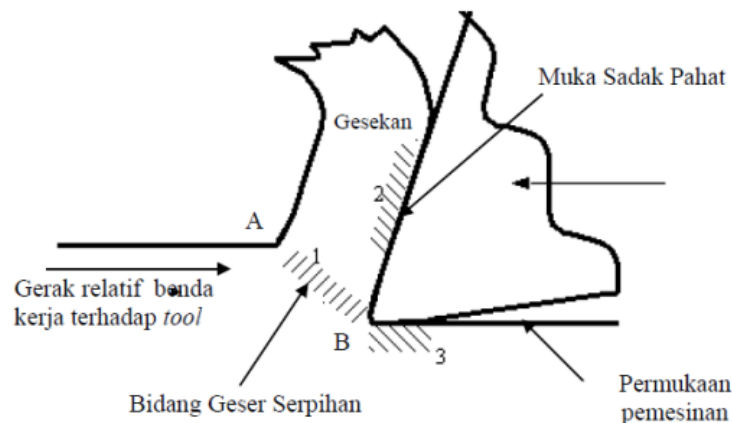 Muka Sadak Pahat
Gesekan
2
A
1
Gerak relatif benda
kerja terhadap tool
B
3
Bidang Geser Serpihan
Permukaan
pemesinan